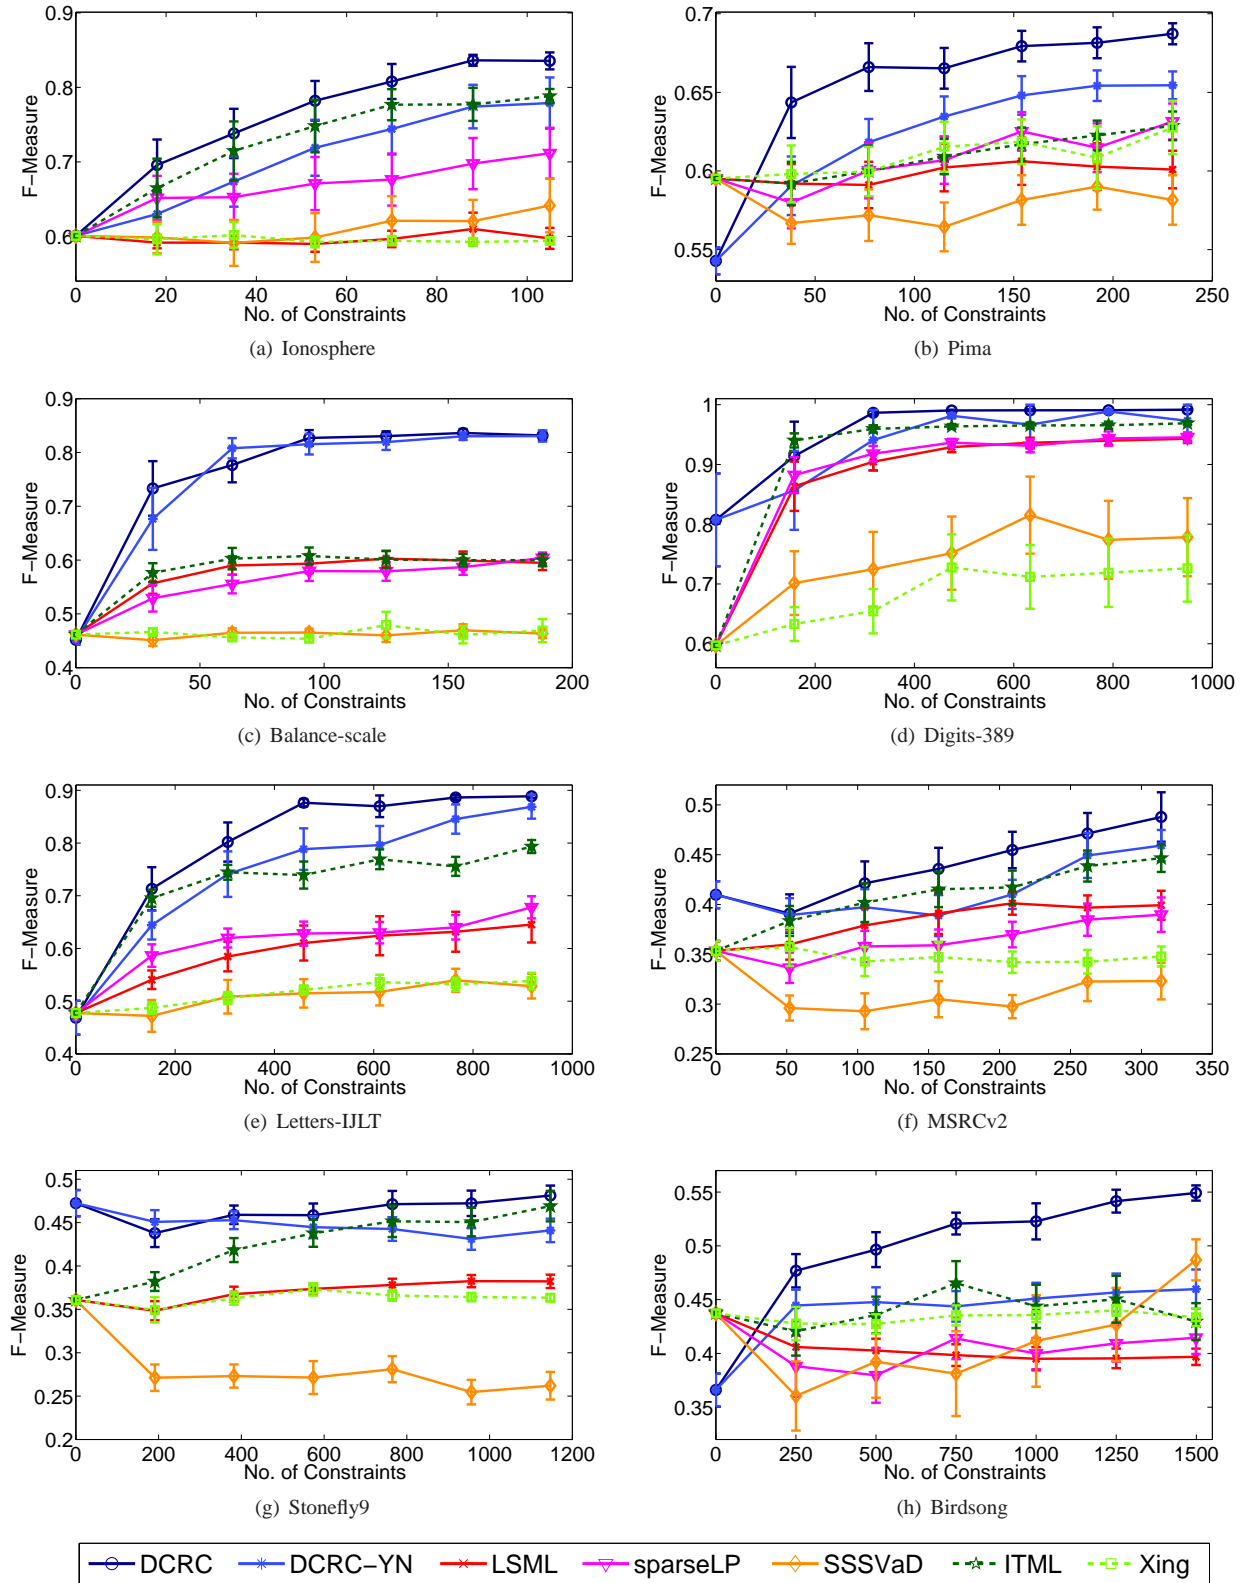 0.9
0.8
0.7
0.6
F−Measure
0 20 40 60 80 100
No. of Constraints
(a) Ionosphere
0.6
0.7
0.65
0.6
0.55
F−Measure
0 50 100 150 200 250
No. of Constraints
(b) Pima
0.9
0.8
0.7
0.6
0.5
0.4
F−Measure
0 50 100 150 200
No. of Constraints
(c) Balance-scale
1
0.9
0.8
0.7
0.6
F−Measure
0 200 400 600 800 1000
No. of Constraints
(d) Digits-389
0.9
0.8
0.7
0.6
0.5
0.4
F−Measure
0 200 400 600 800 1000
No. of Constraints
(e) Letters-IJLT
0.5
0.45
0.4
0.35
0.3
0.25
F−Measure
0 50 100 150 200 250 300 350
No. of Constraints
(f) MSRCv2
0.5
0.45
0.4
0.35
0.3
0.25
0.2
F−Measure
0 200 400 600 800 1000 1200
No. of Constraints
(g) Stonefly9
0.55
0.5
0.45
0.4
0.35
F−Measure
0 250 500 750 1000 1250 1500
No. of Constraints
(h) Birdsong
DCRC DCRC−YN LSML sparseLP SSSVaD ITML Xing